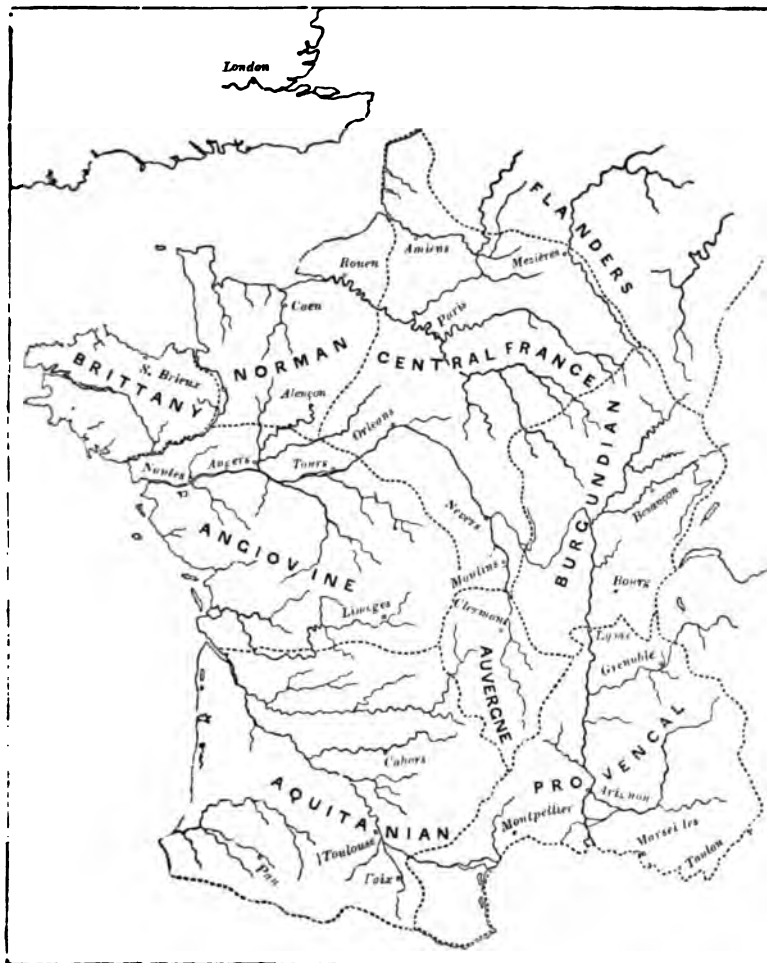 London
FLANDERS
Amiens
Rouen
Mezières
Caen
Paris
NORMAN
CENTRAL FRANCE
BRITTANY
S. Brieux
Alençon
Orleans
Nantes
Angers
Tours
BURGUNDIAN
Besançon
Nevers
ANGIOVINE
Moulins
Bourg
Limoges
Clermont
Lyons
Grenoble
AUVERGNE
Cahors
PROVENCAL
Avignon
AQUITANIAN
Montpellier
Marseilles
Toulon
Toulouse
Pau
Foix